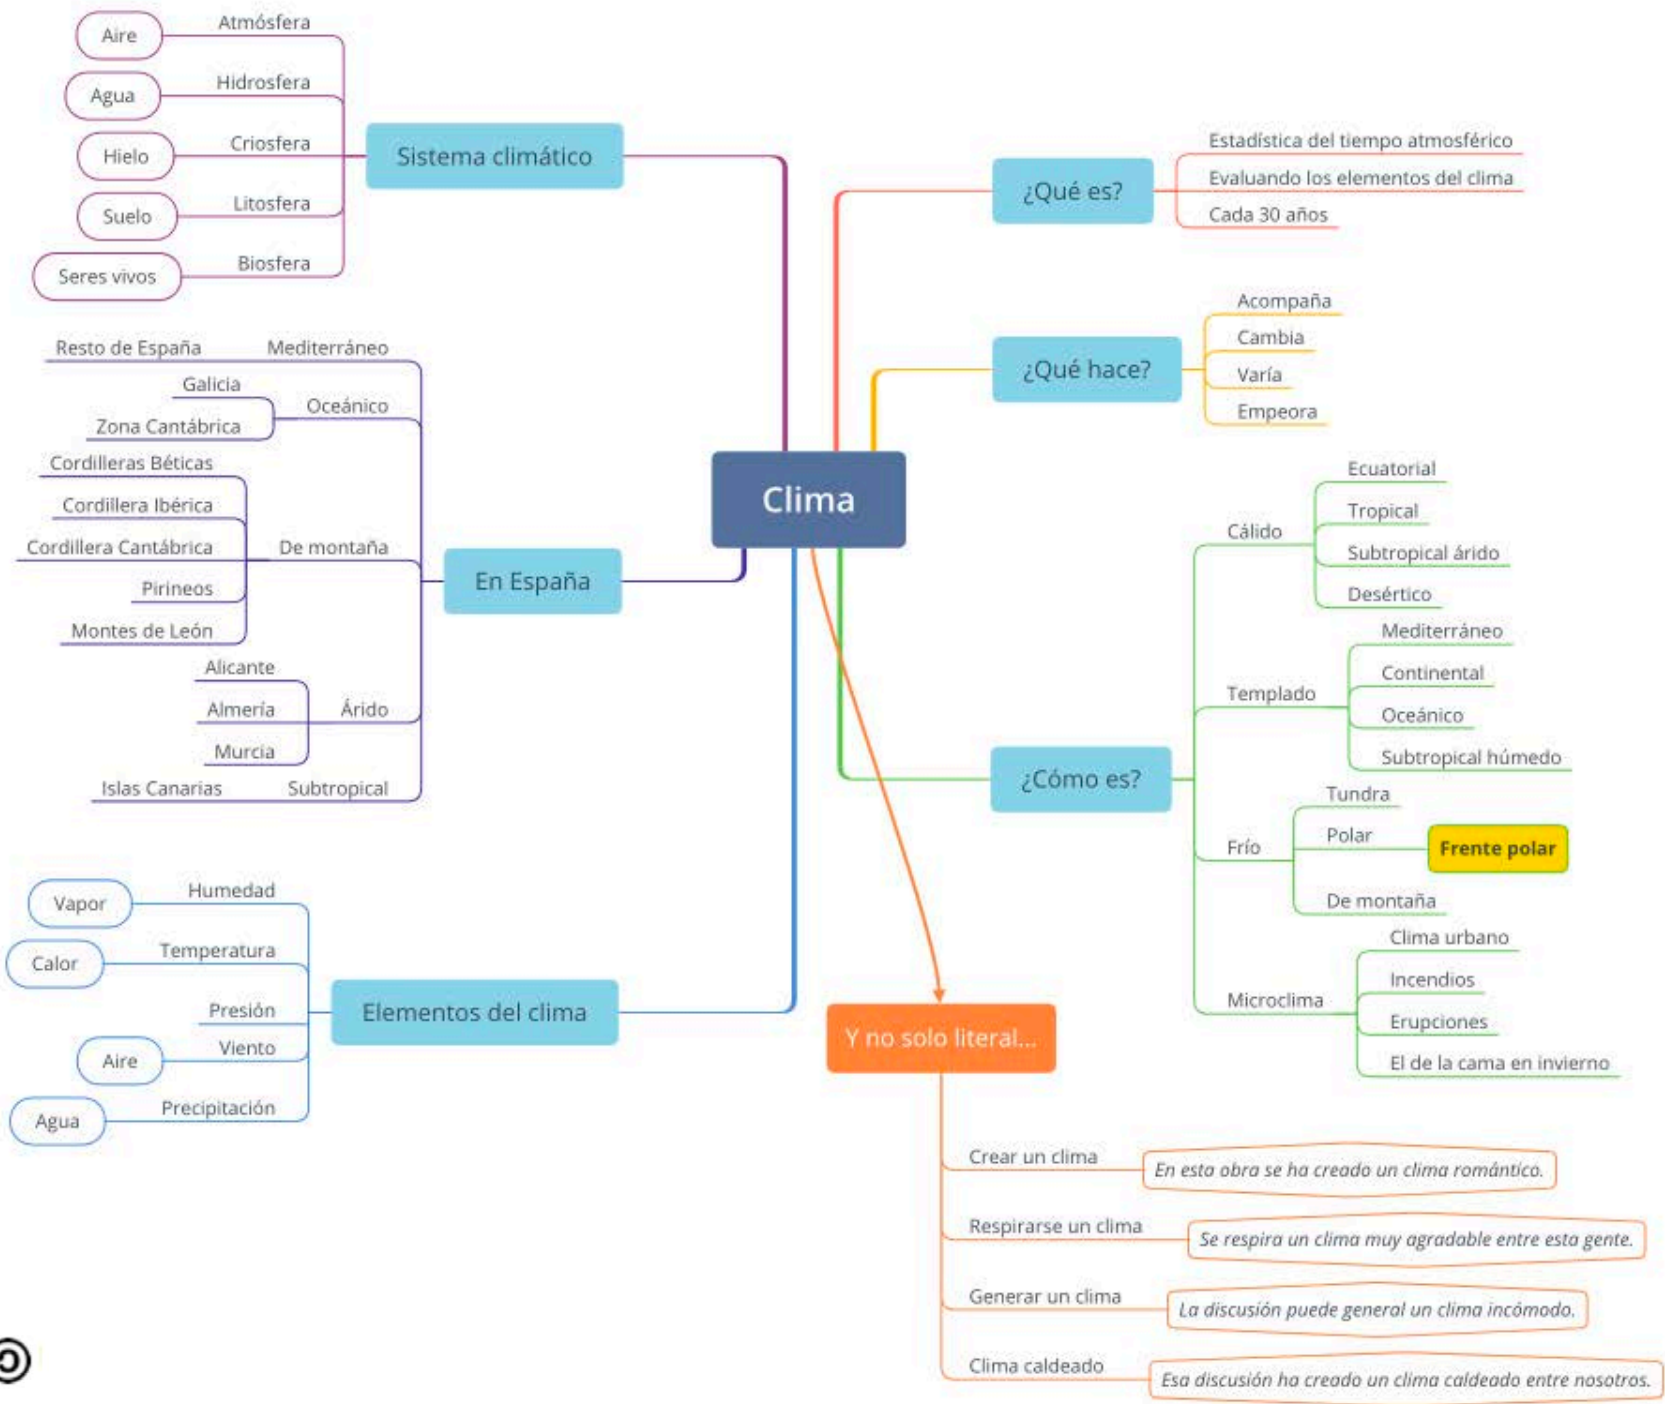 Clima
Sistema climático
Atmósfera
Aire
Hidrosfera
Agua
Criosfera
Hielo
Litosfera
Suelo
Biosfera
Seres vivos
En España
Mediterráneo
Resto de España
Oceánico
Galicia
Zona Cantábrica
De montaña
Cordilleras Béticas
Cordillera Ibérica
Cordillera Cantábrica
Pirineos
Montes de León
Árido
Alicante
Almería
Murcia
Subtropical
Islas Canarias
Elementos del clima
Humedad
Vapor
Temperatura
Calor
Presión
Viento
Aire
Precipitación
Agua
¿Qué es?
Estadística del tiempo atmosférico
Evaluando los elementos del clima
Cada 30 años
¿Qué hace?
Acompaña
Cambia
Varía
Empeora
¿Cómo es?
Cálido
Ecuatorial
Tropical
Subtropical árido
Desértico
Templado
Mediterráneo
Continental
Oceánico
Subtropical húmedo
Frío
Tundra
Polar
Frente polar
De montaña
Microclima
Clima urbano
Incendios
Erupciones
El de la cama en invierno
Y no solo literal...
Crear un clima
En esta obra se ha creado un clima romántico.
Respirarse un clima
Se respira un clima muy agradable entre esta gente.
Generar un clima
La discusión puede general un clima incómodo.
Clima caldeado
Esa discusión ha creado un clima caldeado entre nosotros.